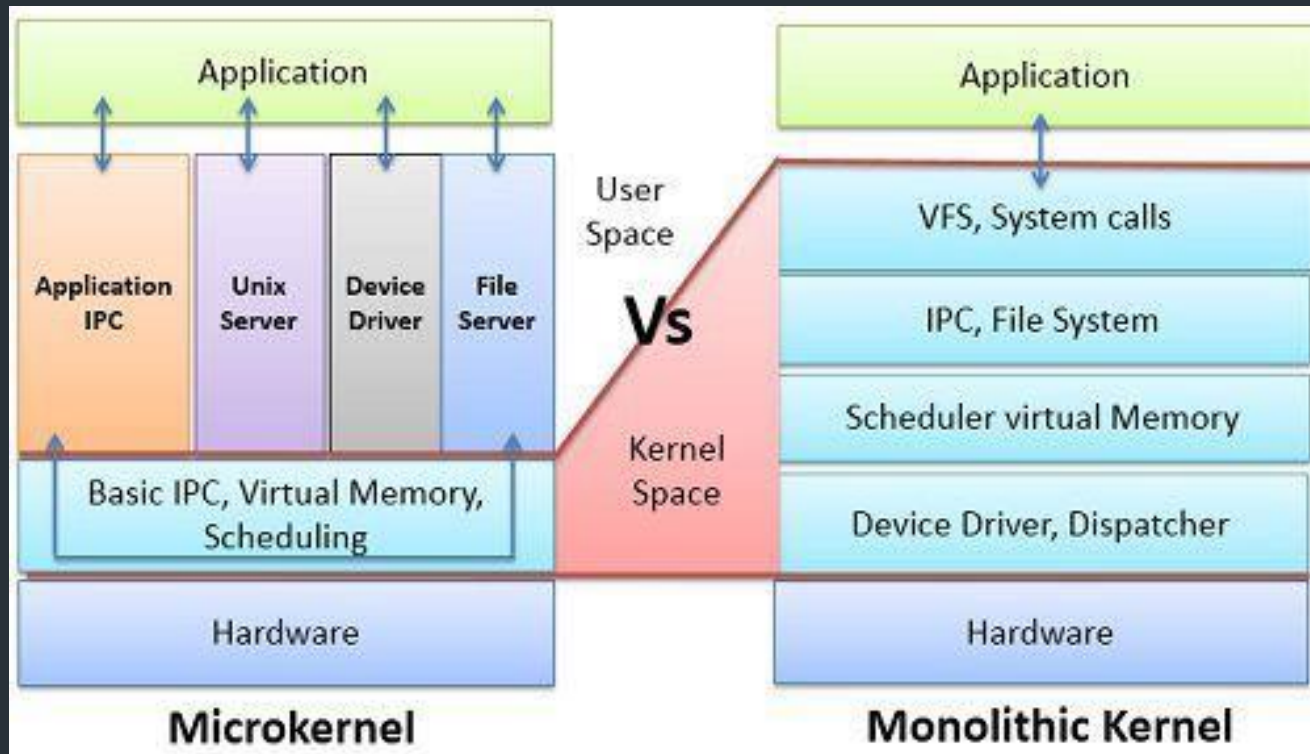 Application
Application
IPC
Unix
Server
Device
Driver
File
Server
Basic IPC, Virtual Memory,
Scheduling
Hardware
Microkernel
User
Space
Vs
Kernel
Space
Application
VFS, System calls
IPC, File System
Scheduler virtual Memory
Device Driver, Dispatcher
Hardware
Monolithic Kernel